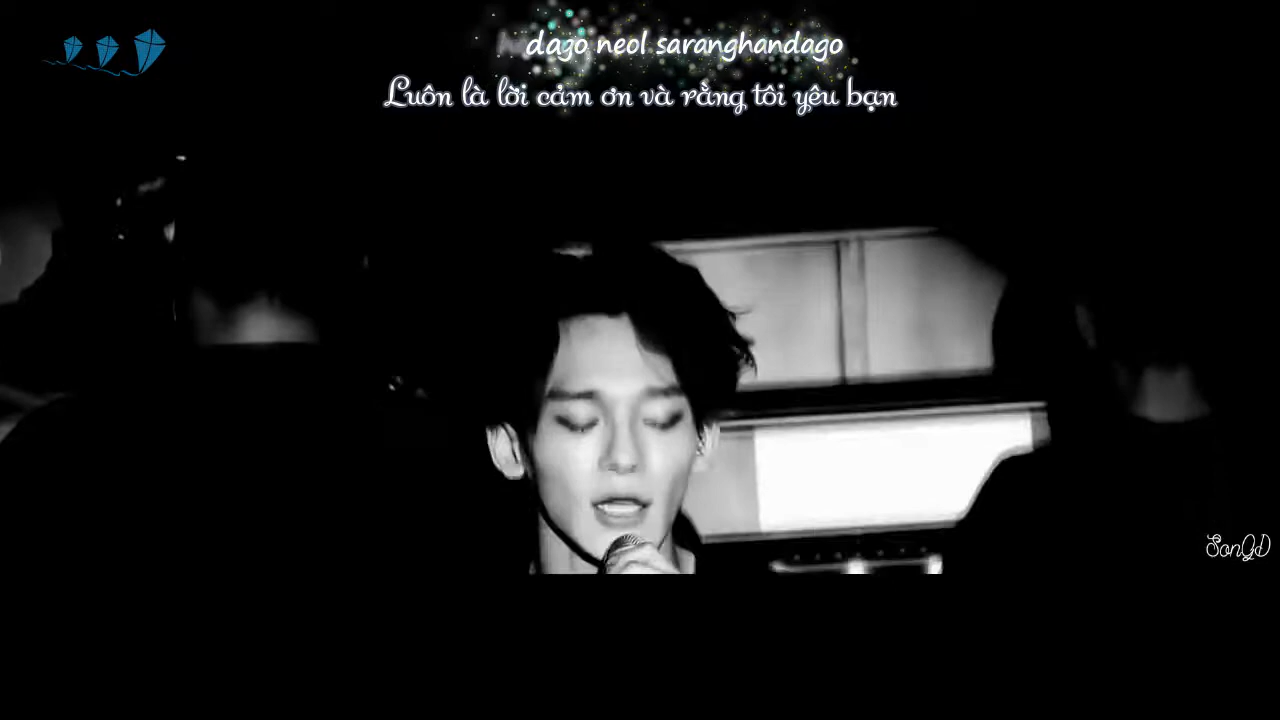 dago neol saranghandago
Luôn là lời cảm ơn và rằng tôi yêu bạn
SonGD